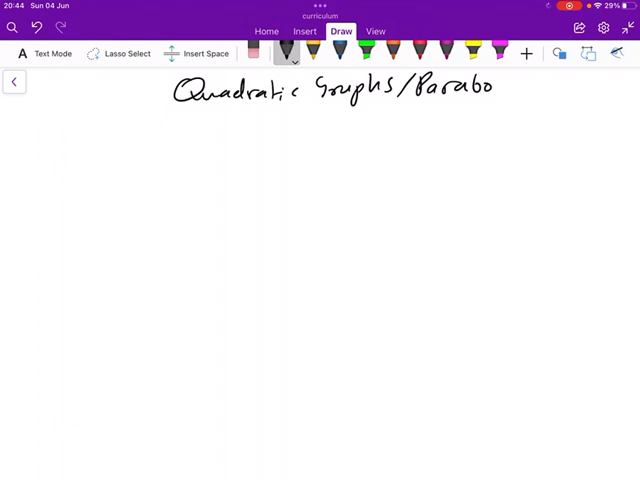 20:44 Sun 04 Jun
29%
curriculum
Home Insert Draw View
A Text Mode Lasso Select Insert Space
Quadratic Graphs/Parabo